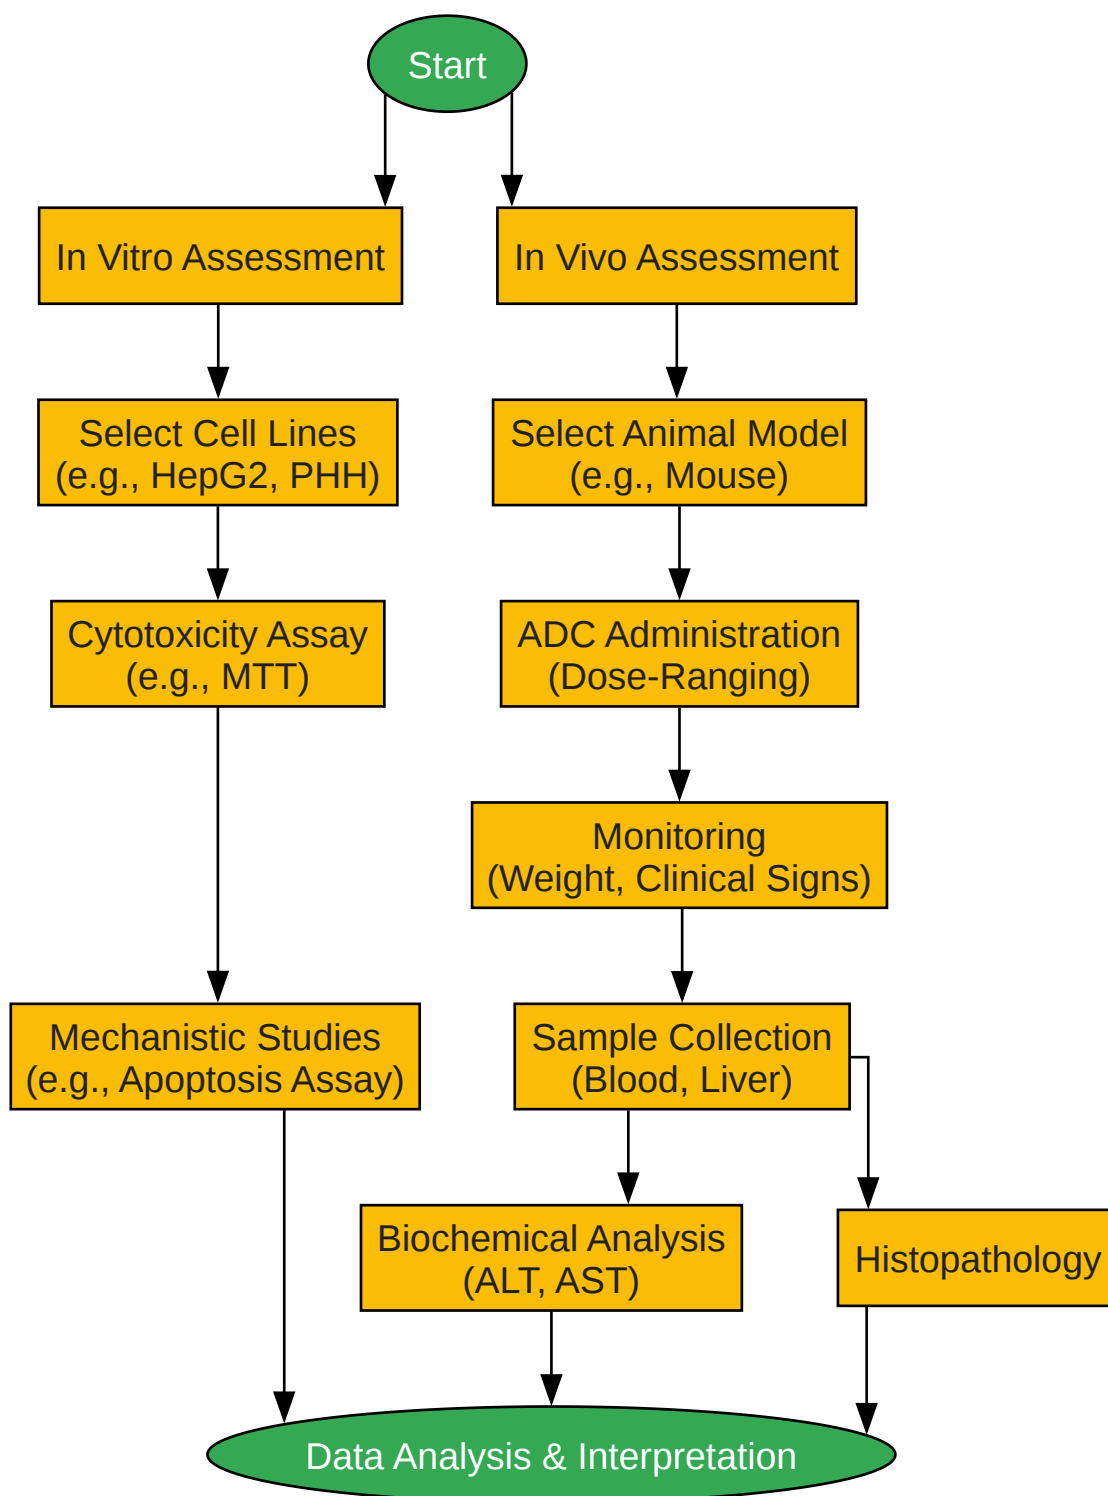 Start
In Vitro Assessment
In Vivo Assessment
Select Cell Lines
(e.g., HepG2, PHH)
Select Animal Model
(e.g., Mouse)
Cytotoxicity Assay
(e.g., MTT)
ADC Administration
(Dose-Ranging)
Monitoring
(Weight, Clinical Signs)
Mechanistic Studies
(e.g., Apoptosis Assay)
Sample Collection
(Blood, Liver)
Biochemical Analysis
(ALT, AST)
Histopathology
Data Analysis & Interpretation